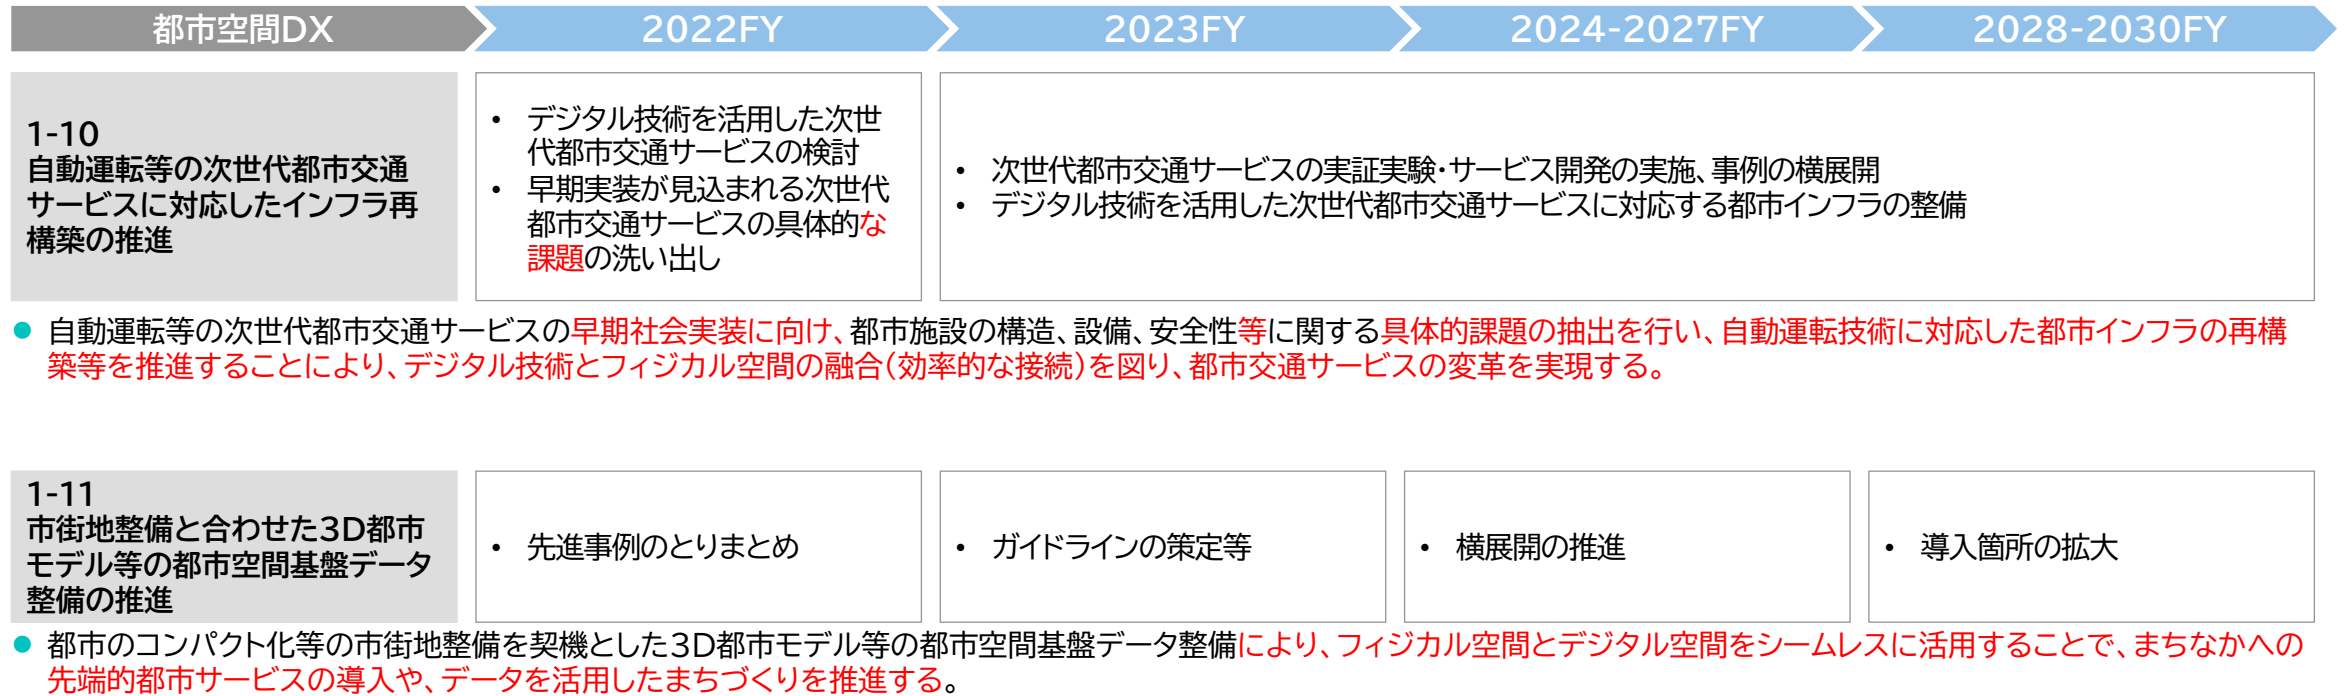 都市空間DX
2022FY
2023FY
2024-2027FY
2028-2030FY
1-10
自動運転等の次世代都市交通
サービスに対応したインフラ再
構築の推進
• デジタル技術を活用した次世
代都市交通サービスの検討
• 早期実装が見込まれる次世代
都市交通サービスの具体的な
課題の洗い出し
• 次世代都市交通サービスの実証実験・サービス開発の実施、事例の横展開
• デジタル技術を活用した次世代都市交通サービスに対応する都市インフラの整備
● 自動運転等の次世代都市交通サービスの早期社会実装に向け、都市施設の構造、設備、安全性等に関する具体的課題の抽出を行い、自動運転技術に対応した都市インフラの再構
築等を推進することにより、デジタル技術とフィジカル空間の融合(効率的な接続)を図り、都市交通サービスの変革を実現する。
1-11
市街地整備と合わせた3D都市
モデル等の都市空間基盤データ
整備の推進
• 先進事例のとりまとめ
• ガイドラインの策定等
• 横展開の推進
• 導入箇所の拡大
● 都市のコンパクト化等の市街地整備を契機とした3D都市モデル等の都市空間基盤データ整備により、フィジカル空間とデジタル空間をシームレスに活用することで、まちなかへの
先端的都市サービスの導入や、データを活用したまちづくりを推進する。